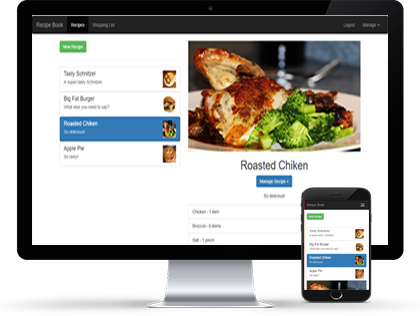 Recipe Book Recipes Shopping List Logout Manage
New Recipe
Tasty Schnitzel
A super-tasty Schnitzel!
Big Fat Burger
What else you need to say?
Roasted Chiken
So delicious!
Apple Pie
So tasty!
Roasted Chiken
Manage Recipe
So delicious!
Chicken - 1 item
Broccoli - 6 items
Salt - 1 pinch
Recipe Book
New Recipe
Tasty Schnitzel
A super-tasty Schnitzel!
Big Fat Burger
What else you need to say?
Roasted Chiken
So delicious!
Apple Pie
So tasty!